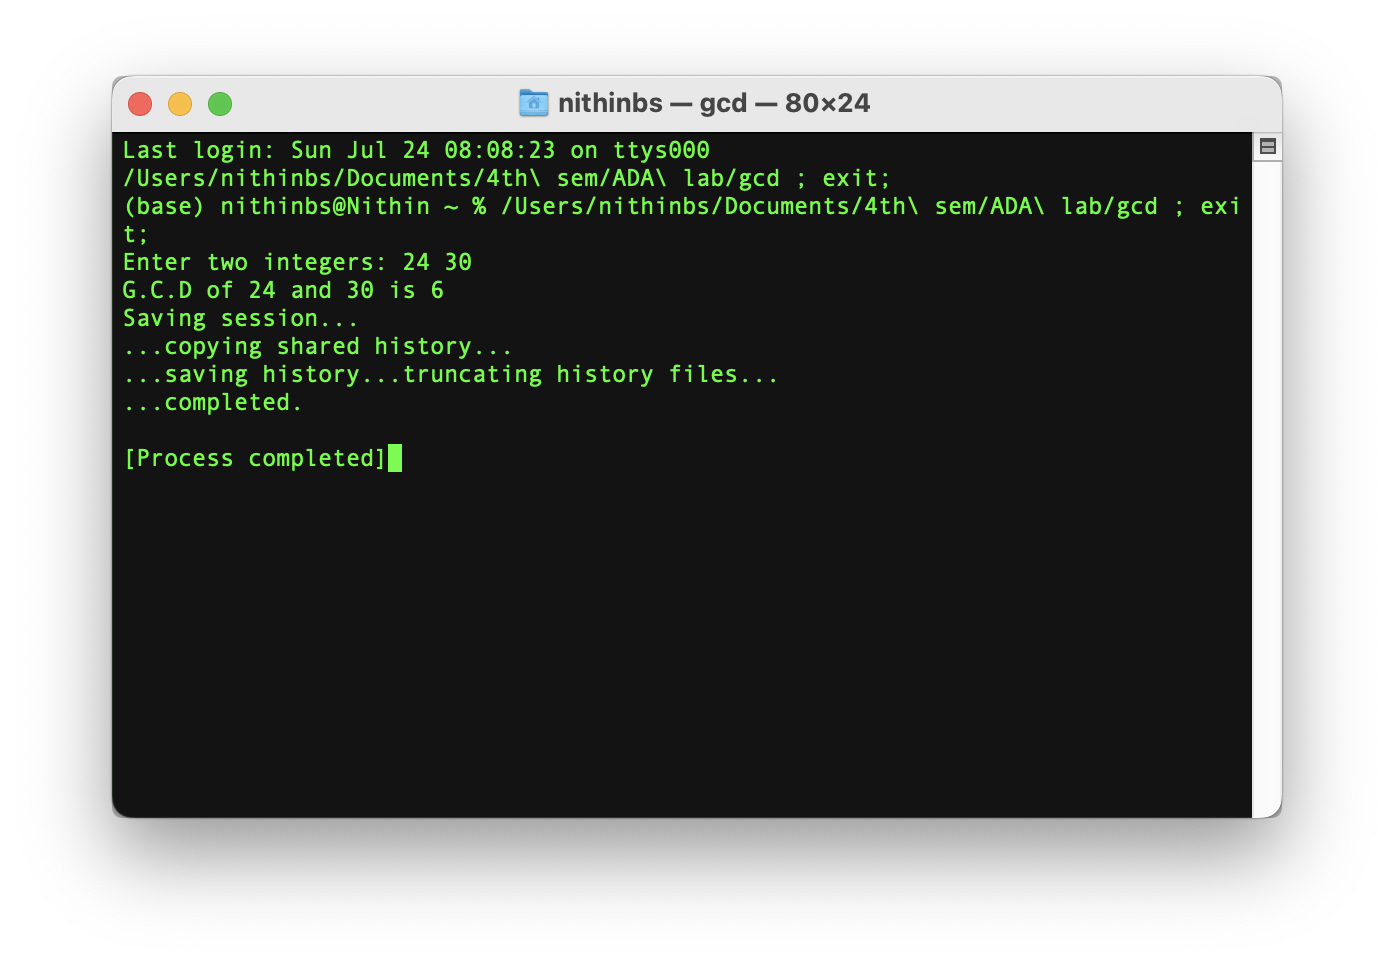 nithinbs — gcd — 80×24
Last login: Sun Jul 24 08:08:23 on ttys000
/Users/nithinbs/Documents/4th\ sem/ADA\ lab/gcd ; exit;
(base) nithinbs@Nithin ~ % /Users/nithinbs/Documents/4th\ sem/ADA\ lab/gcd ; exi
t;
Enter two integers: 24 30
G.C.D of 24 and 30 is 6
Saving session...
...copying shared history...
...saving history...truncating history files...
...completed.
[Process completed]